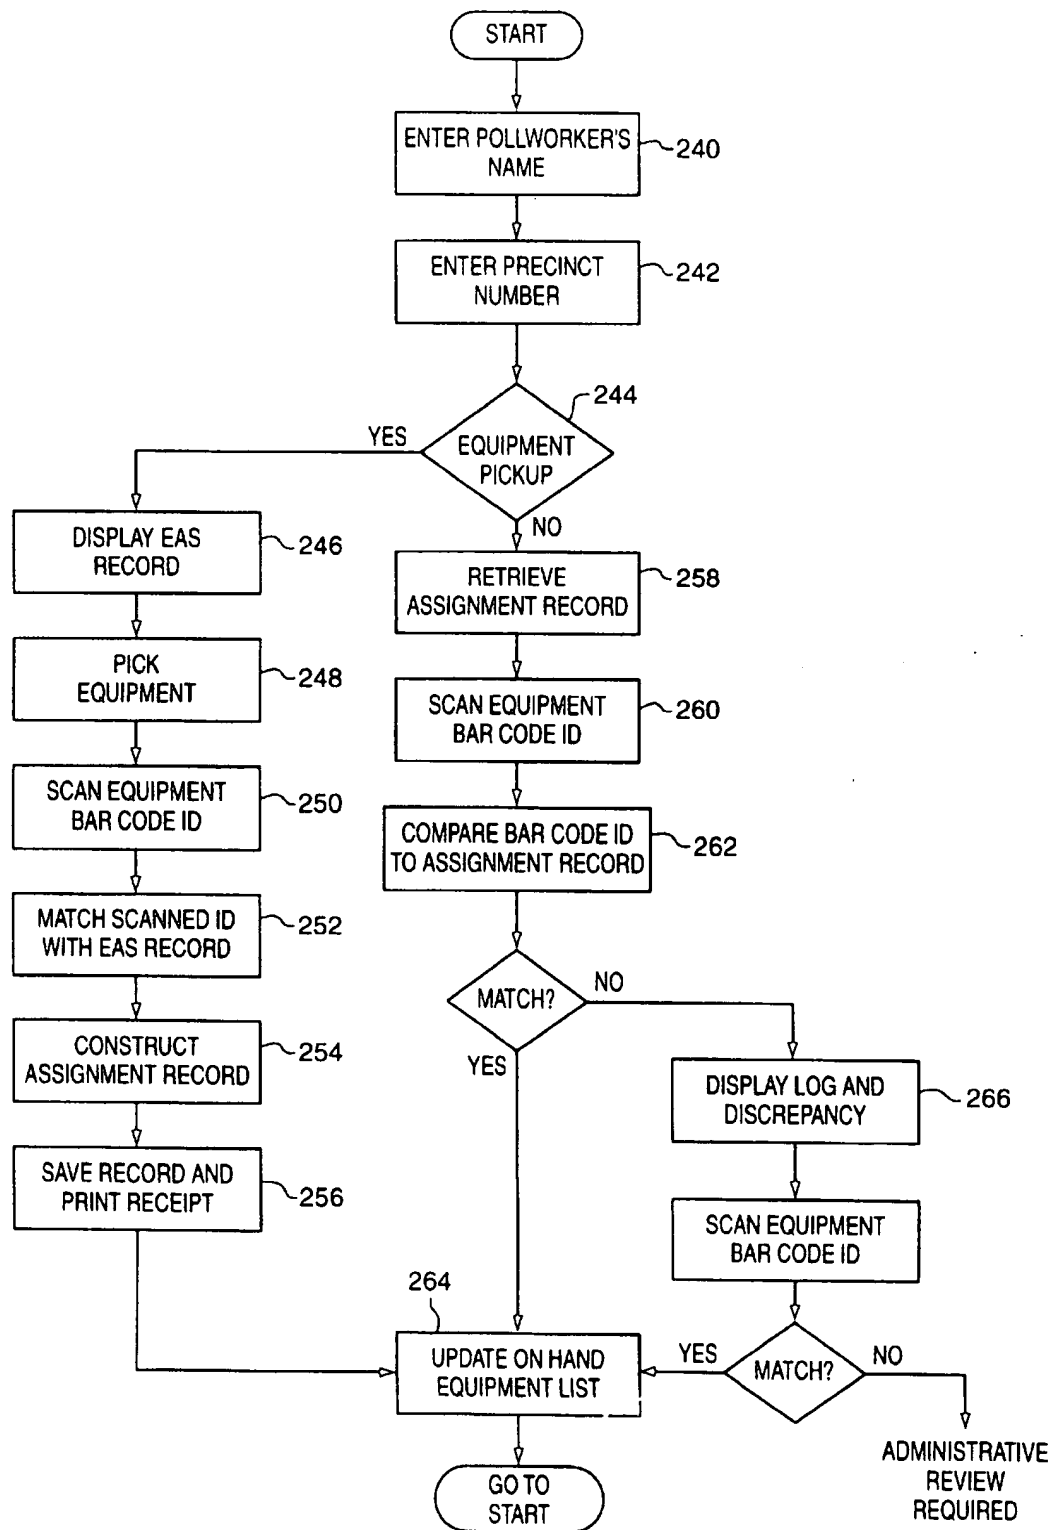 START
ENTER POLLWORKER'S
NAME
240
ENTER PRECINCT
NUMBER
242
244
EQUIPMENT
PICKUP
YES
NO
DISPLAY EAS
RECORD
246
PICK
EQUIPMENT
248
SCAN EQUIPMENT
BAR CODE ID
250
MATCH SCANNED ID
WITH EAS RECORD
252
CONSTRUCT
ASSIGNMENT RECORD
254
SAVE RECORD AND
PRINT RECEIPT
256
RETRIEVE
ASSIGNMENT RECORD
258
SCAN EQUIPMENT
BAR CODE ID
260
COMPARE BAR CODE ID
TO ASSIGNMENT RECORD
262
MATCH?
NO
YES
DISPLAY LOG AND
DISCREPANCY
266
SCAN EQUIPMENT
BAR CODE ID
MATCH?
YES
NO
264
UPDATE ON HAND
EQUIPMENT LIST
ADMINISTRATIVE
REVIEW
REQUIRED
GO TO
START